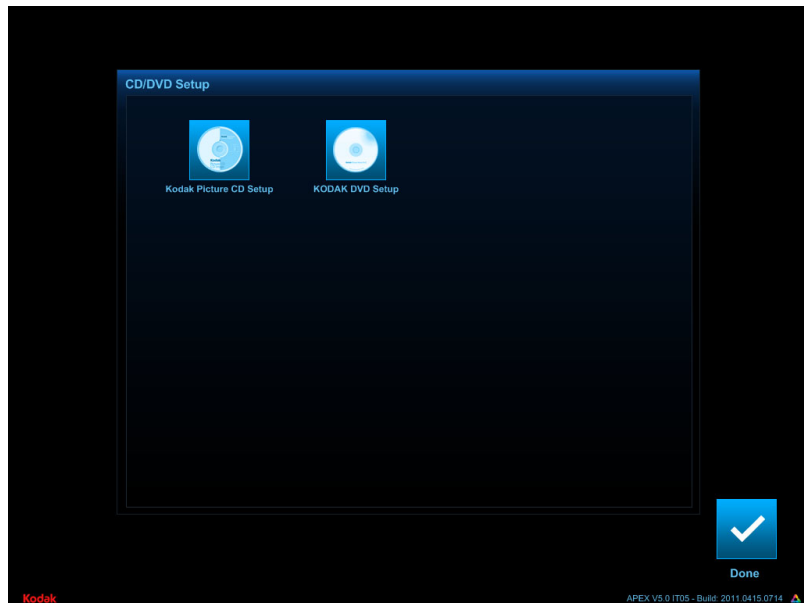 CD/DVD Setup
Kodak Picture CD Setup
KODAK DVD Setup
Done
Kodak
APEX V5.0 IT05 - Build: 2011.0415.0714